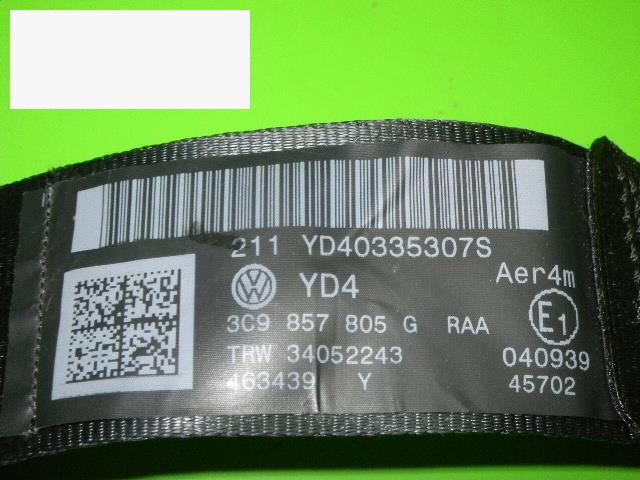 211 YD40335307S
YD4
Aer4m
3C9 857 805 G RAA
E1
TRW 34052243
040939
463439 Y
45702